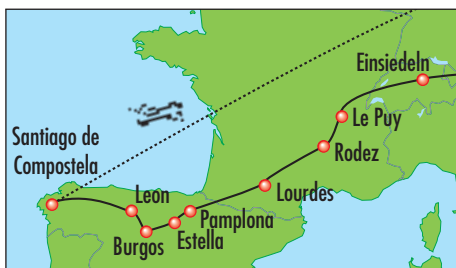 Einsiedeln
Le Puy
Rodez
Santiago de
Compostela
Leon
Lourdes
Pamplona
Estella
Burgos